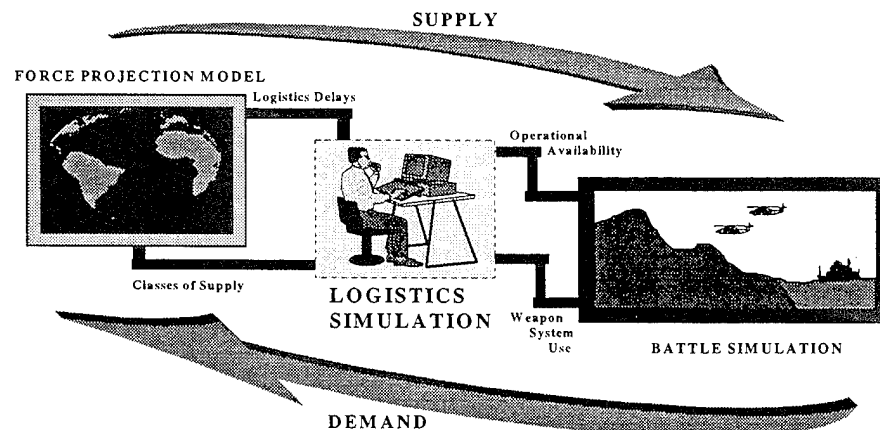 SUPPLY
FORCE PROJECTION MODEL
Logistics Delays
Operational
Availability
Classes of Supply
LOGISTICS
SIMULATION
Weapon
System
Use
BATTLE SIMULATION
DEMAND